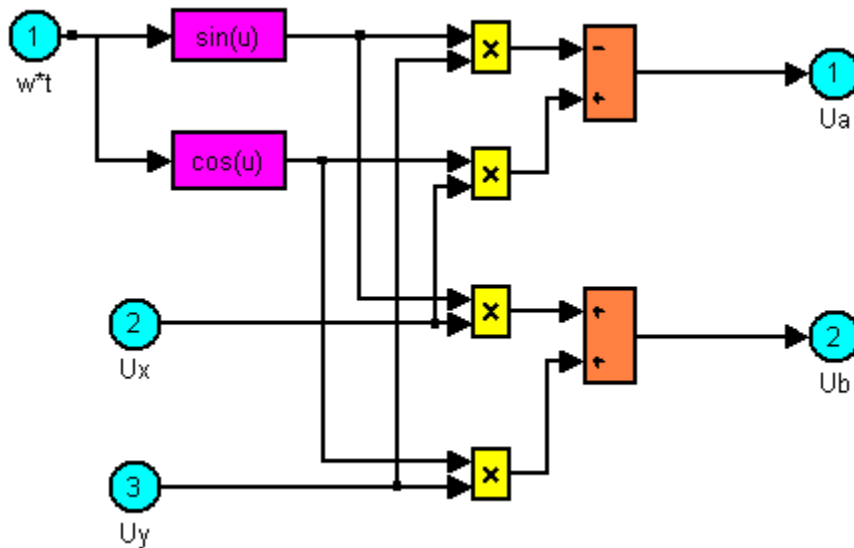 1
w*t
sin(u)
×
-
+
1
Ua
cos(u)
×
2
Ux
×
+
+
2
Ub
3
Uy
×